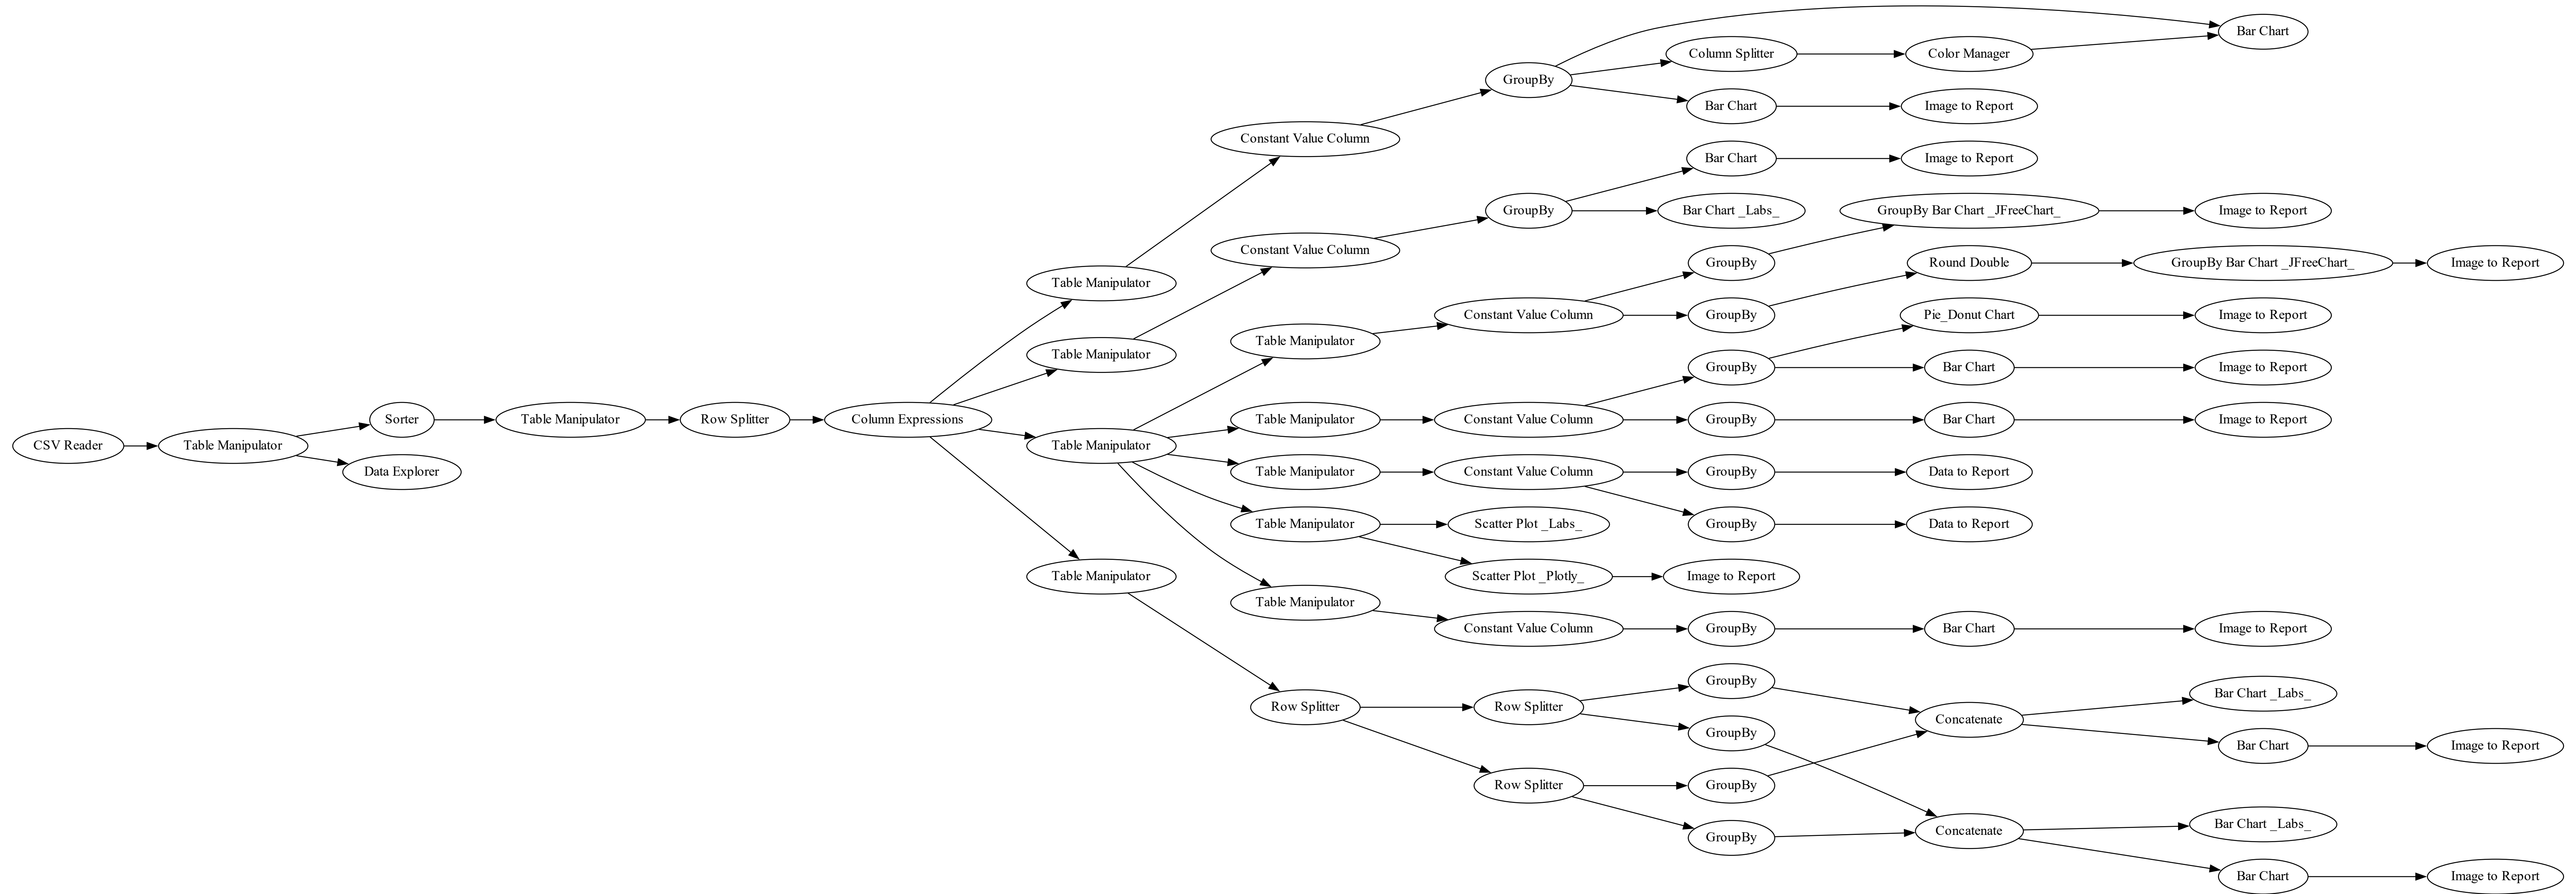 CSV Reader
Table Manipulator
Sorter
Data Explorer
Table Manipulator
Row Splitter
Column Expressions
Table Manipulator
Table Manipulator
Table Manipulator
Table Manipulator
Constant Value Column
Constant Value Column
Table Manipulator
Table Manipulator
Table Manipulator
Table Manipulator
Table Manipulator
Row Splitter
GroupBy
GroupBy
Constant Value Column
Constant Value Column
Constant Value Column
Scatter Plot _Labs_
Scatter Plot _Plotly_
Constant Value Column
Row Splitter
Row Splitter
Column Splitter
Bar Chart
Bar Chart
Bar Chart _Labs_
GroupBy
GroupBy
GroupBy
GroupBy
GroupBy
GroupBy
Image to Report
GroupBy
GroupBy
GroupBy
GroupBy
GroupBy
Color Manager
Image to Report
Image to Report
GroupBy Bar Chart _JFreeChart_
Round Double
Pie_Donut Chart
Bar Chart
Bar Chart
Data to Report
Data to Report
Bar Chart
Concatenate
Concatenate
Bar Chart
Image to Report
GroupBy Bar Chart _JFreeChart_
Image to Report
Image to Report
Image to Report
Image to Report
Bar Chart _Labs_
Bar Chart
Bar Chart _Labs_
Bar Chart
Image to Report
Image to Report
Image to Report